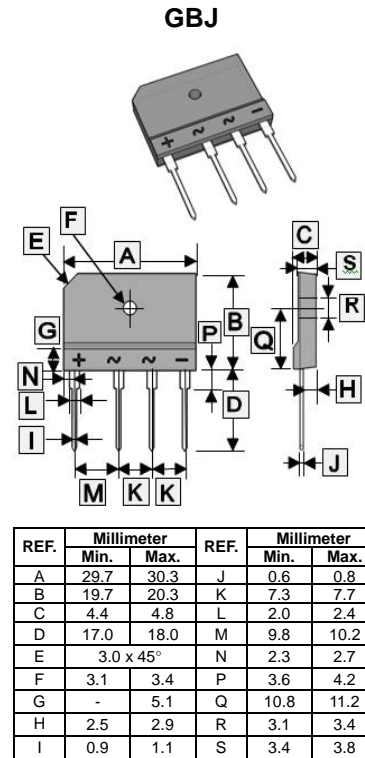 GBJ
+ ~ ~ -
F
A
E
C
S
B
R
G
P
Q
+ ~ ~ -
N
H
L
D
I
J
M K K
REF. Millimeter REF. Millimeter
Min. Max. Min. Max.
A 29.7 30.3 J 0.6 0.8
B 19.7 20.3 K 7.3 7.7
C 4.4 4.8 L 2.0 2.4
D 17.0 18.0 M 9.8 10.2
E 3.0 x 45° N 2.3 2.7
F 3.1 3.4 P 3.6 4.2
G - 5.1 Q 10.8 11.2
H 2.5 2.9 R 3.1 3.4
I 0.9 1.1 S 3.4 3.8